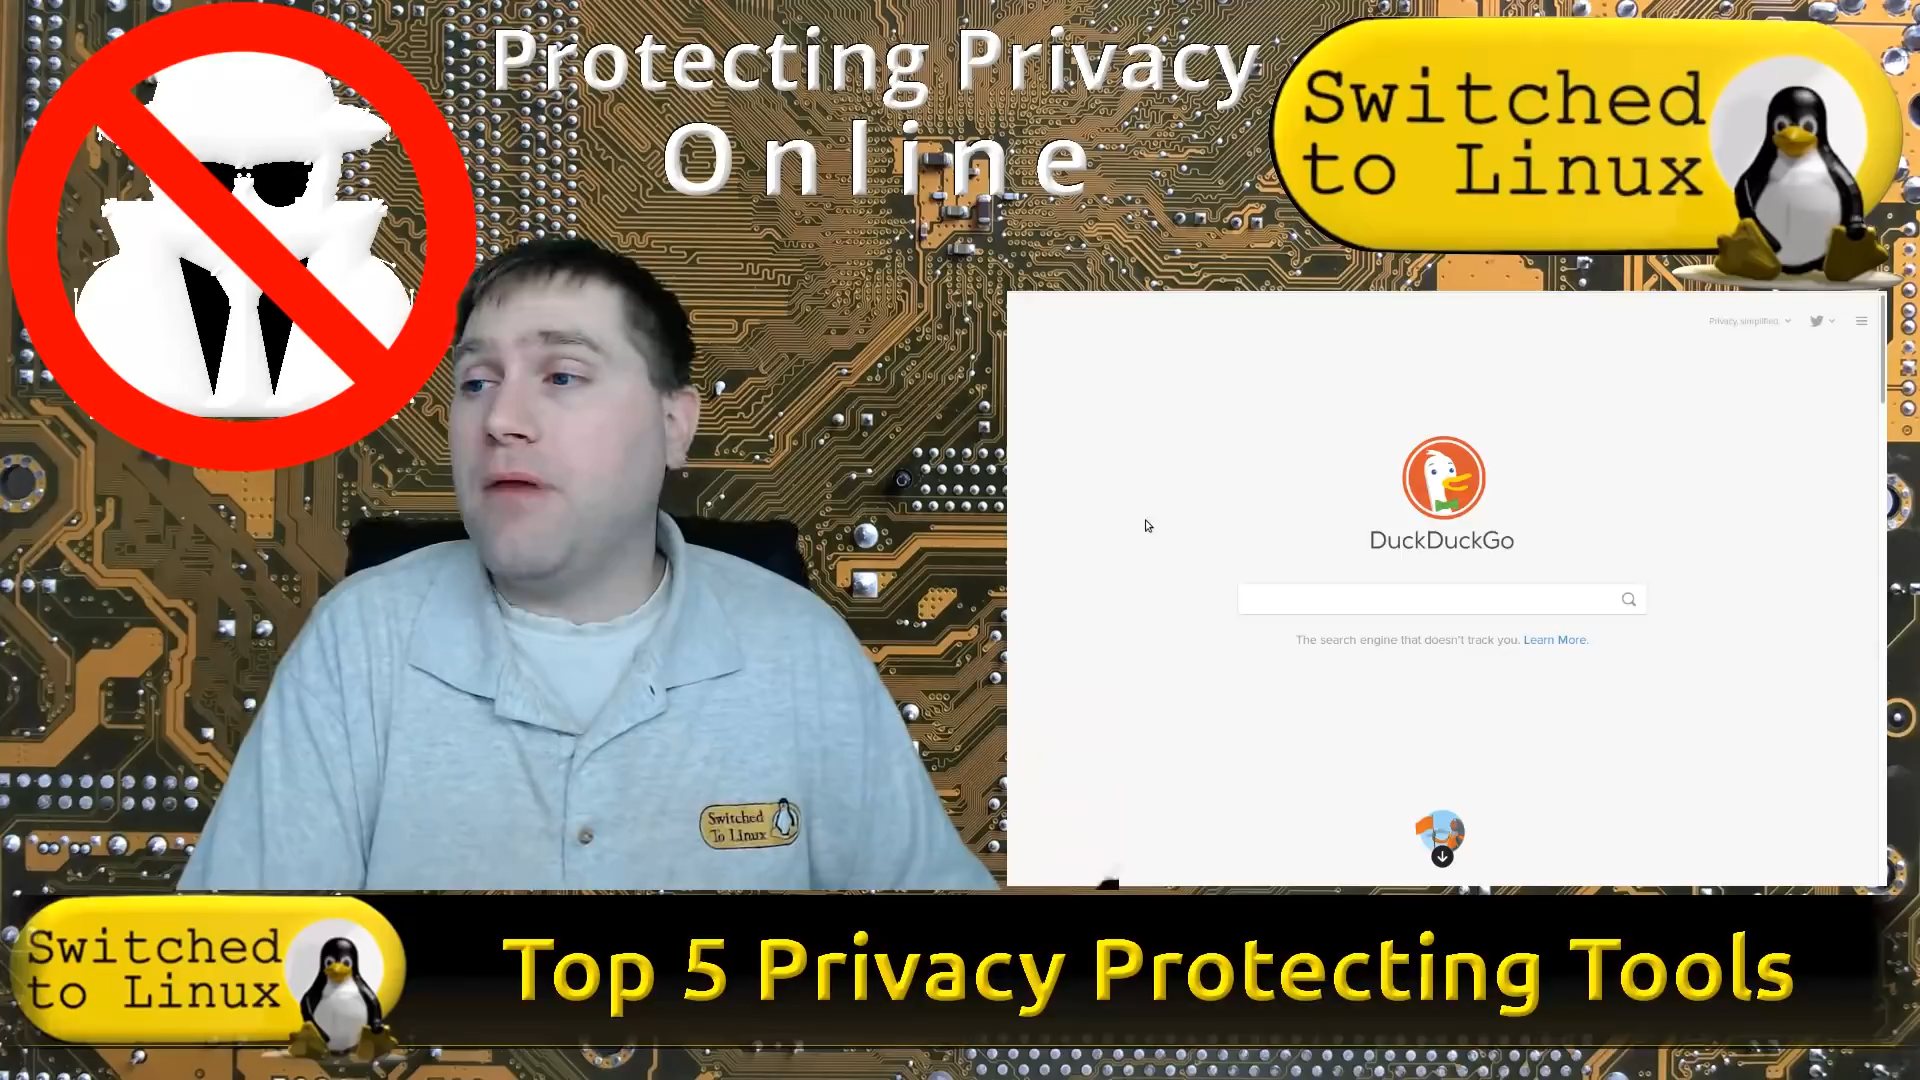 Protecting Privacy
Online
Switched
to Linux
Privacy, simplified.
DuckDuckGo
The search engine that doesn't track you. Learn More.
Switched
To Linux
Switched
to Linux
Top 5 Privacy Protecting Tools